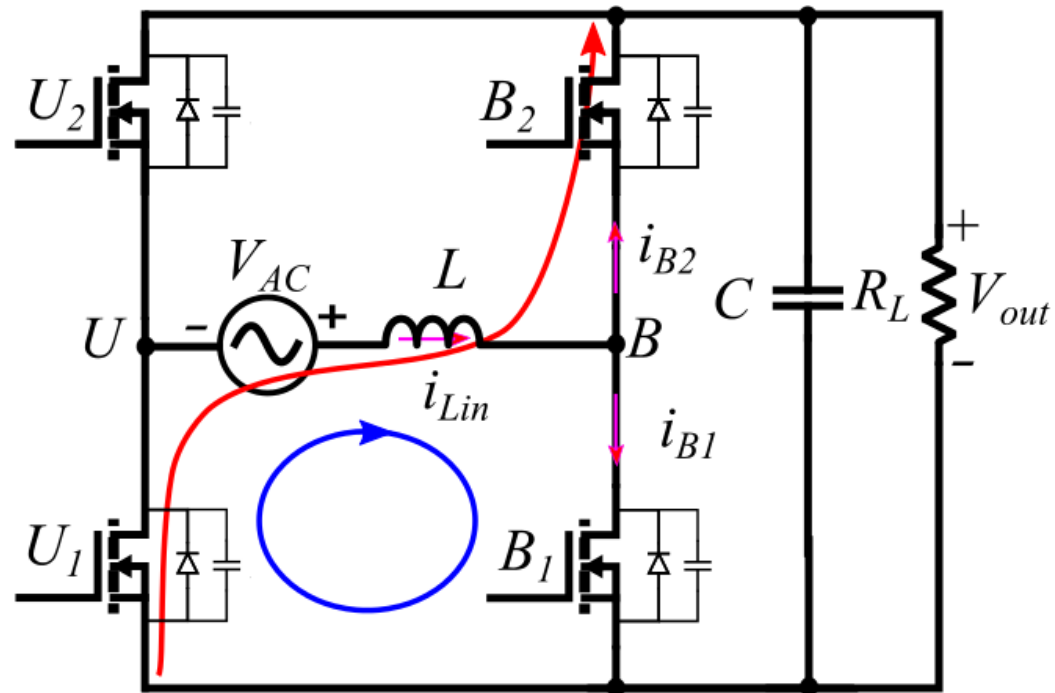 U2
B2
VAC
L
iB2
C
RL
+
Vout
-
U
-
+
B
iLin
iB1
U1
B1